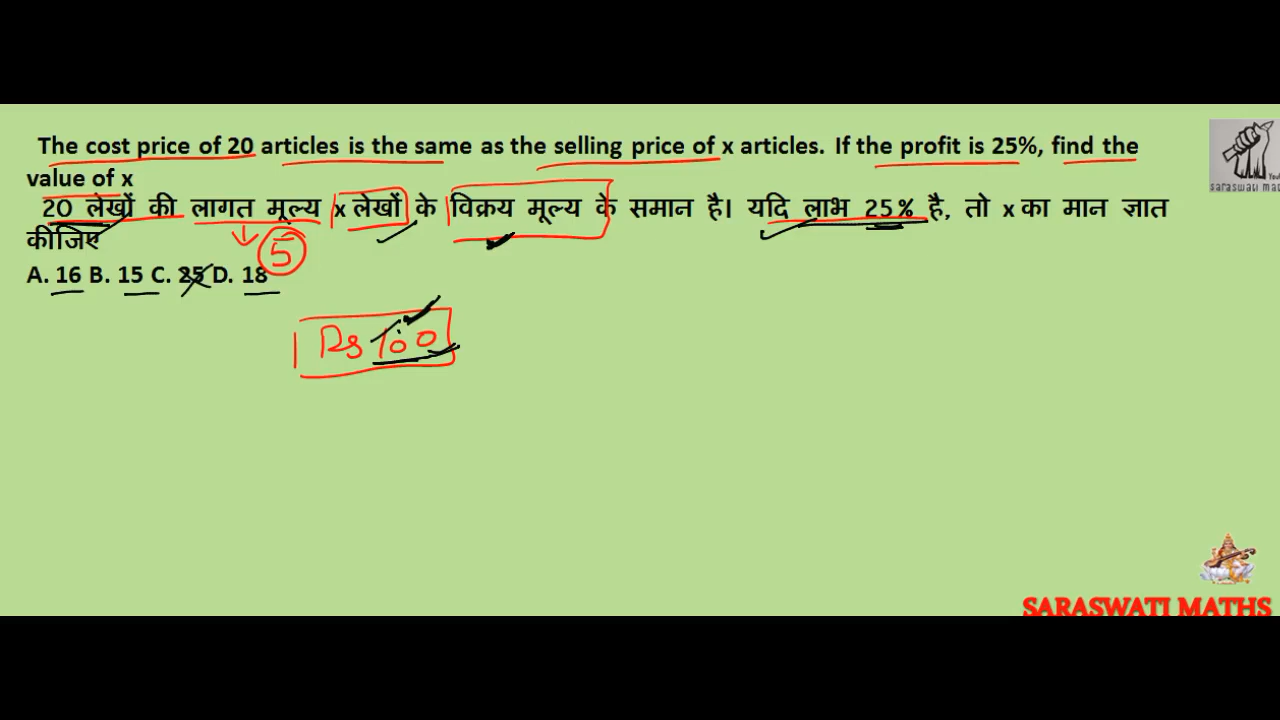 The cost price of 20 articles is the same as the selling price of x articles. If the profit is 25%, find the
value of x
20 लेखों की लागत मूल्य x लेखों के विक्रय मूल्य के समान है। यदि लाभ 25% है, तो x का मान ज्ञात
कीजिए
5
A. 16 B. 15 C. 25 D. 18
Rs 100
saraswati mat
SARASWATI MATHS